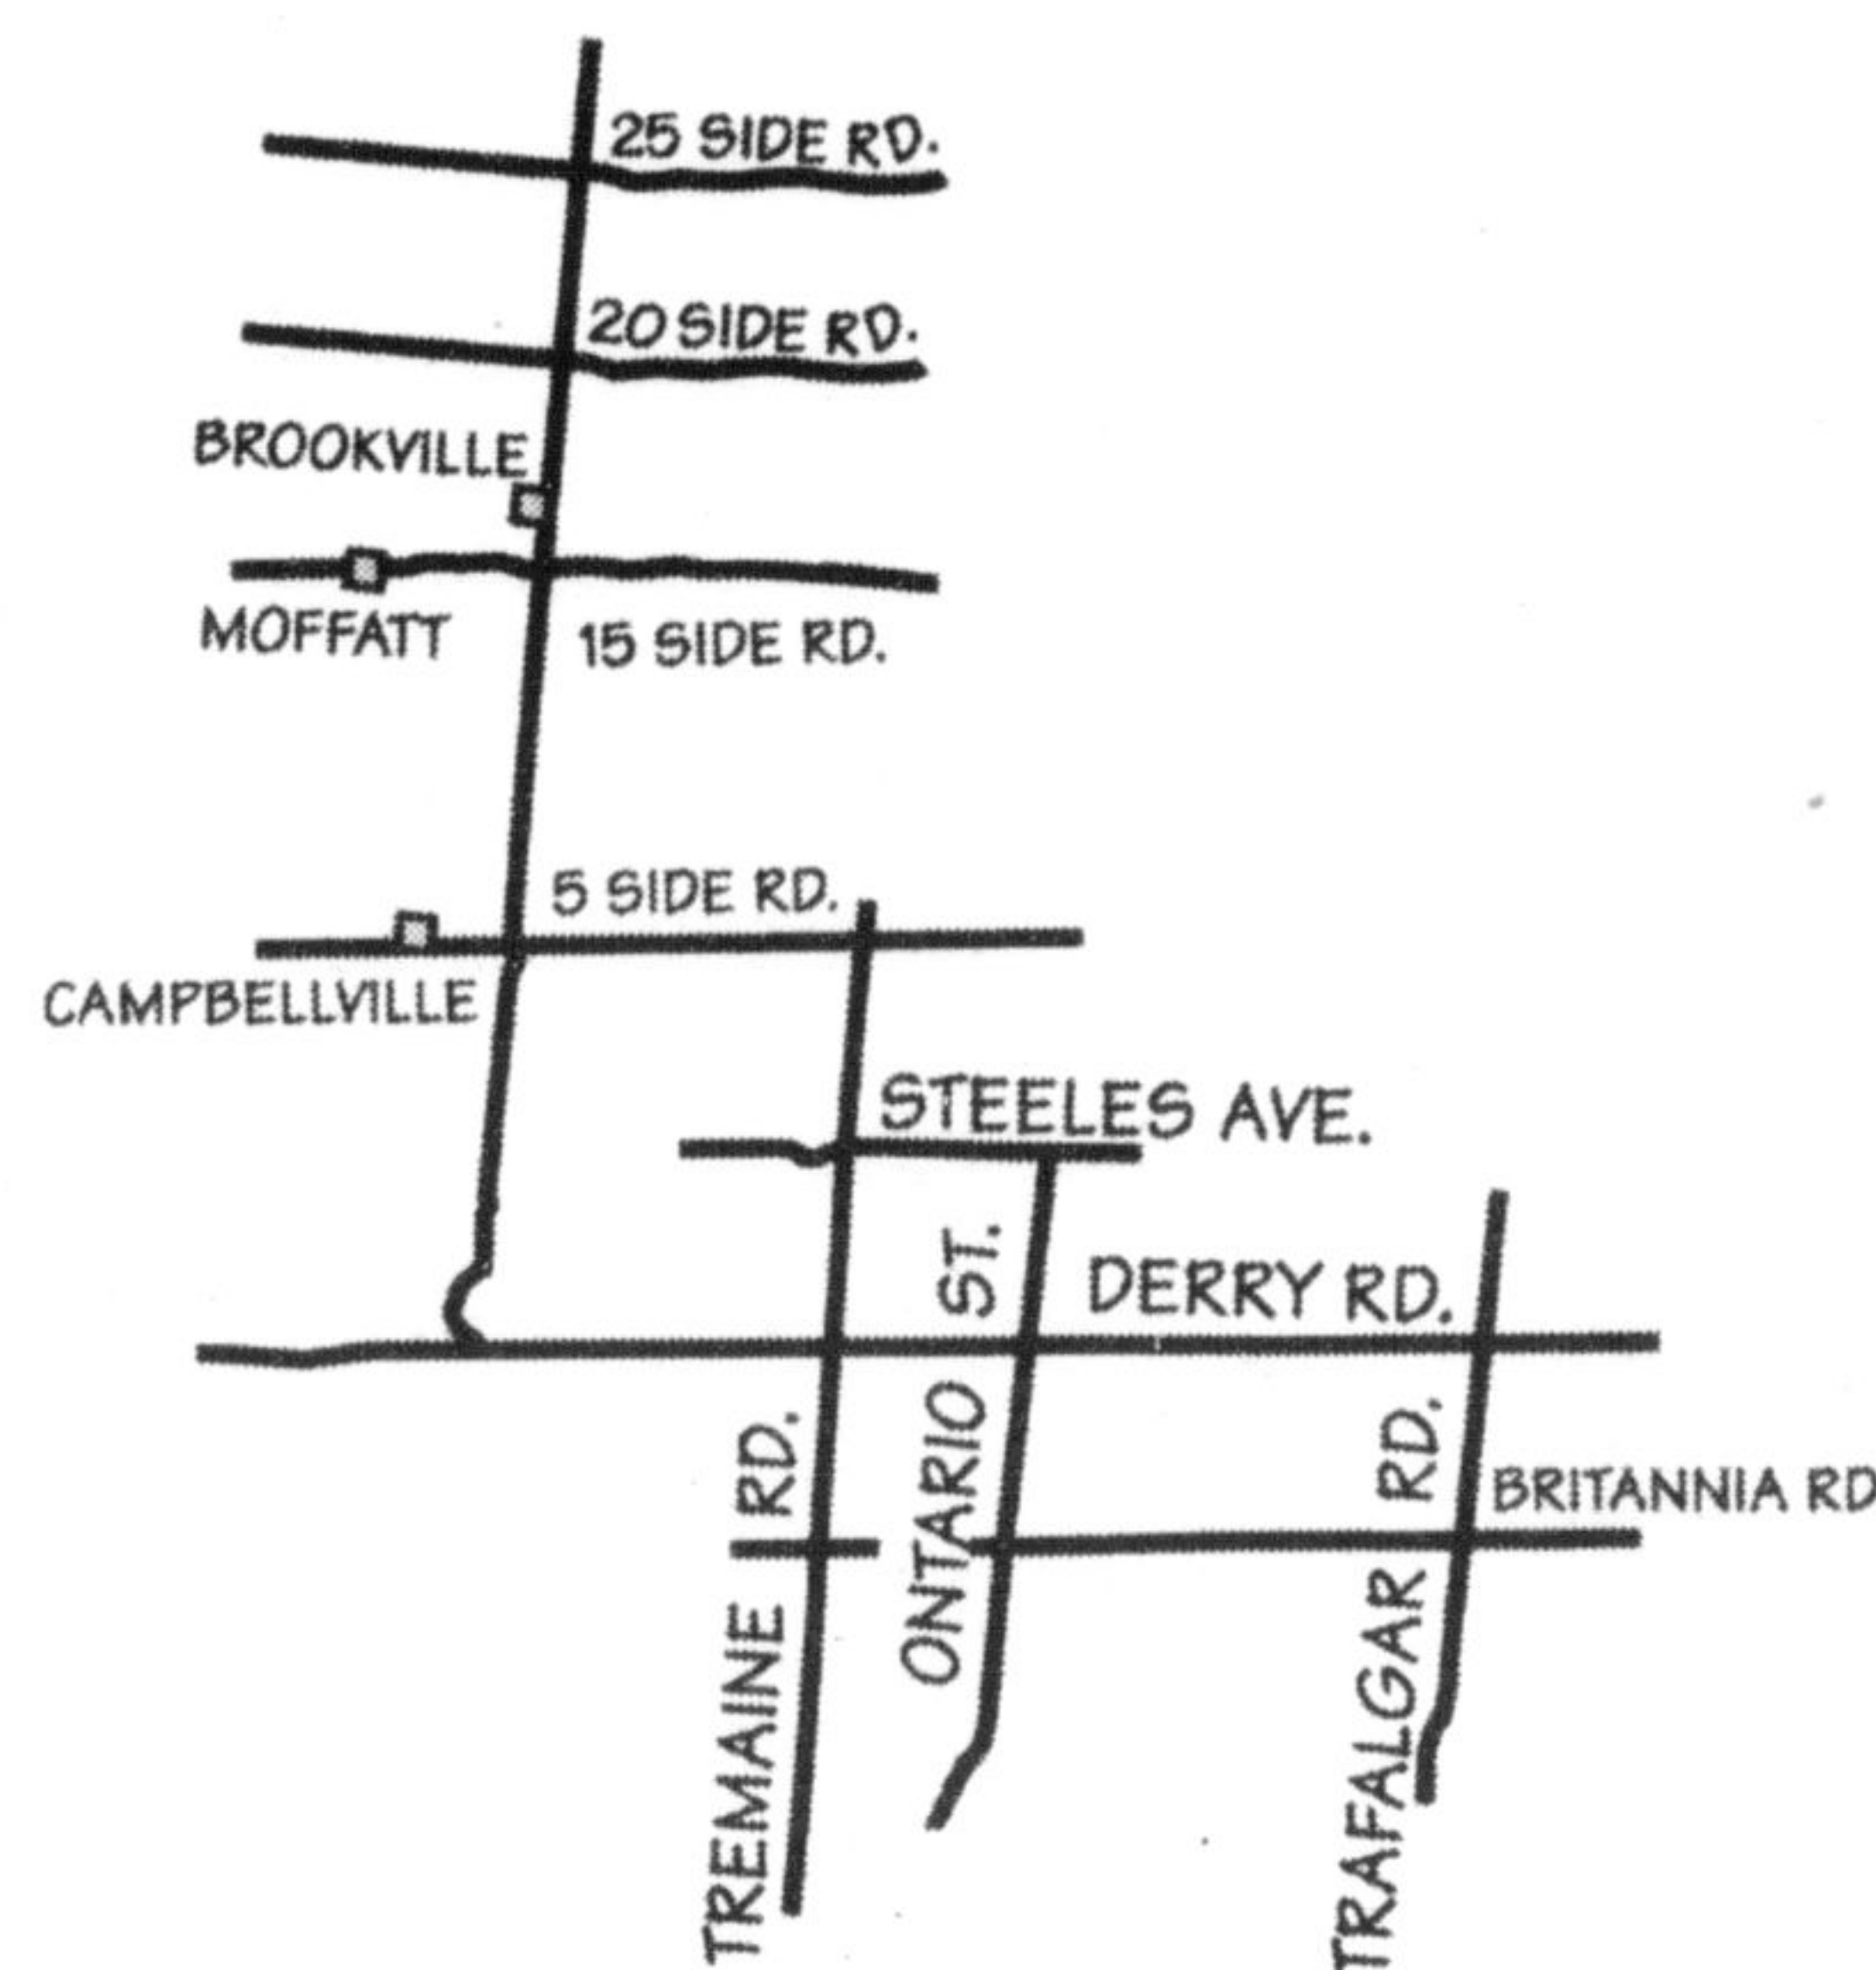 25 SIDE RD.
20 SIDE RD.
BROOKVILLE
MOFFATT
15 SIDE RD.
5 SIDE RD.
CAMPBELLVILLE
STEELES AVE.
ONTARIO ST.
DERRY RD.
TREMAINE RD.
TRAFALGAR RD.
BRITANNIA RD